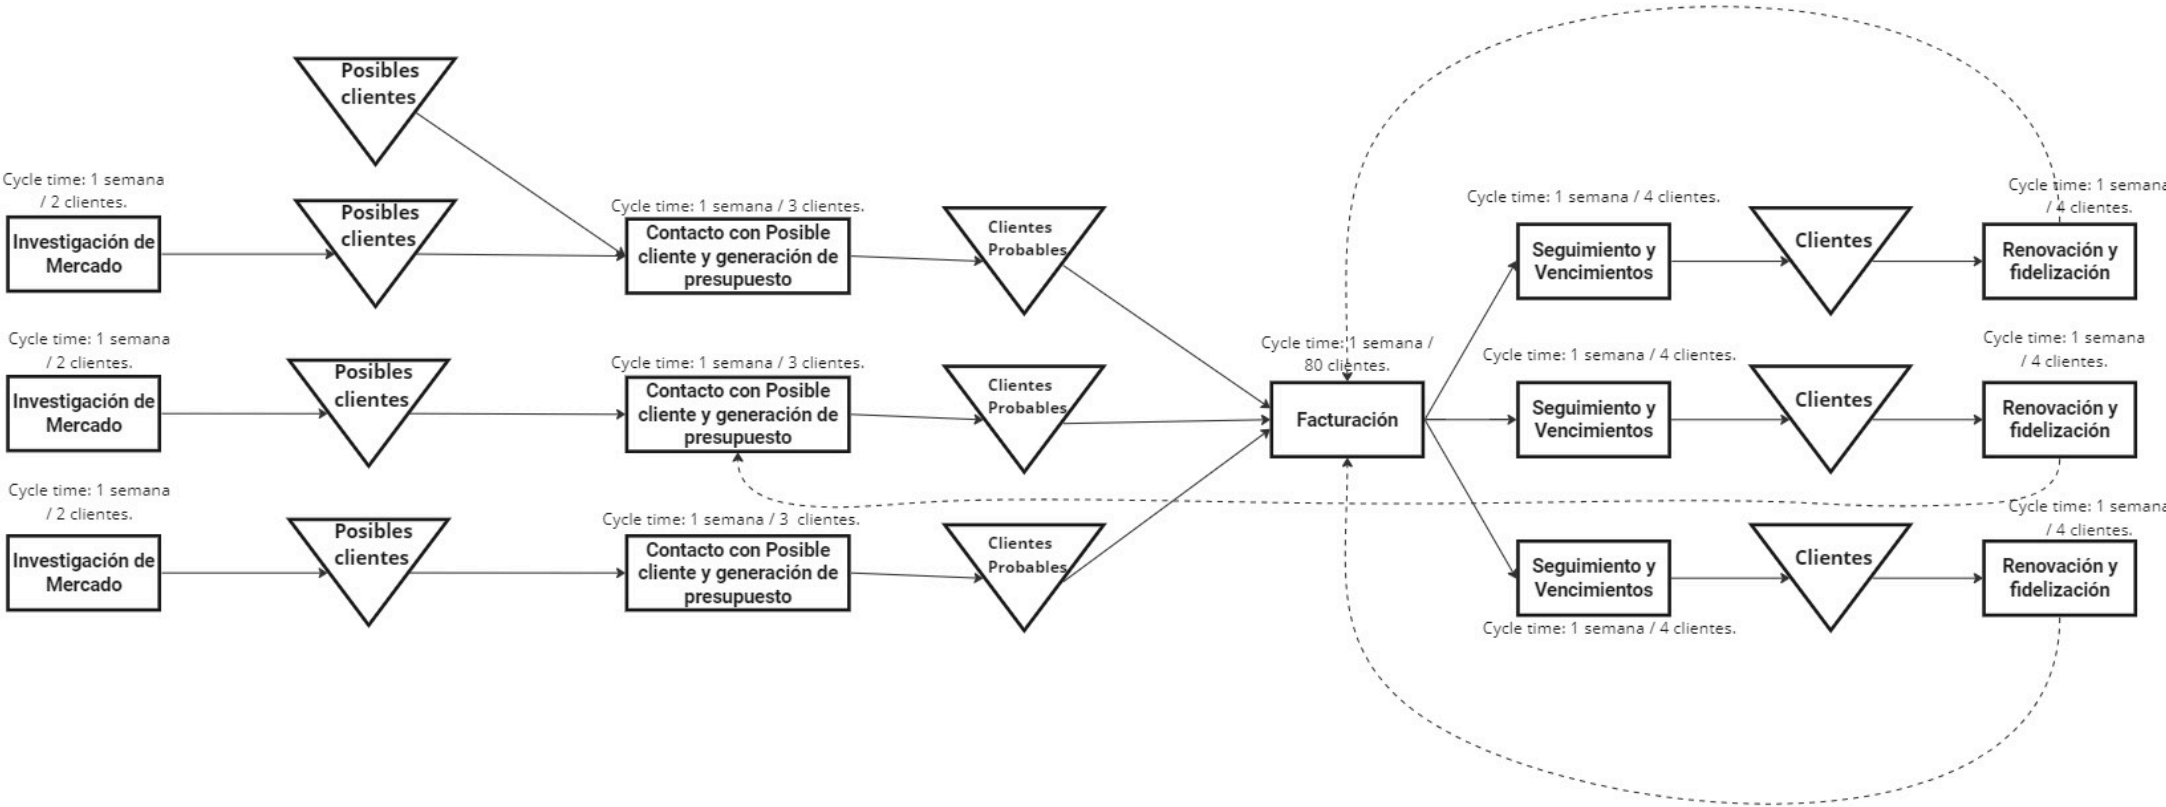 Posibles
clientes
Cycle time: 1 semana
/ 2 clientes.
Investigación de
Mercado
Posibles
clientes
Cycle time: 1 semana / 3 clientes.
Contacto con Posible
cliente y generación de
presupuesto
Clientes
Probables
Cycle time: 1 semana / 4 clientes.
Seguimiento y
Vencimientos
Clientes
Cycle time: 1 semana
/ 4 clientes.
Renovación y
fidelización
Cycle time: 1 semana
/ 2 clientes.
Investigación de
Mercado
Posibles
clientes
Cycle time: 1 semana / 3 clientes.
Contacto con Posible
cliente y generación de
presupuesto
Clientes
Probables
Cycle time: 1 semana /
80 clientes.
Facturación
Cycle time: 1 semana / 4 clientes.
Seguimiento y
Vencimientos
Clientes
Cycle time: 1 semana
/ 4 clientes.
Renovación y
fidelización
Cycle time: 1 semana
/ 2 clientes.
Investigación de
Mercado
Posibles
clientes
Cycle time: 1 semana / 3  clientes.
Contacto con Posible
cliente y generación de
presupuesto
Clientes
Probables
Seguimiento y
Vencimientos
Cycle time: 1 semana / 4 clientes.
Clientes
Cycle time: 1 semana
/ 4 clientes.
Renovación y
fidelización